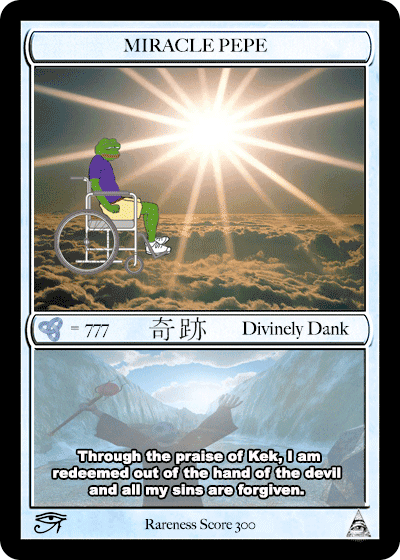 MIRACLE PEPE
= 777 奇跡 Divinely Dank
Through the praise of Kek, I am
redeemed out of the hand of the devil
and all my sins are forgiven.
Rareness Score 300